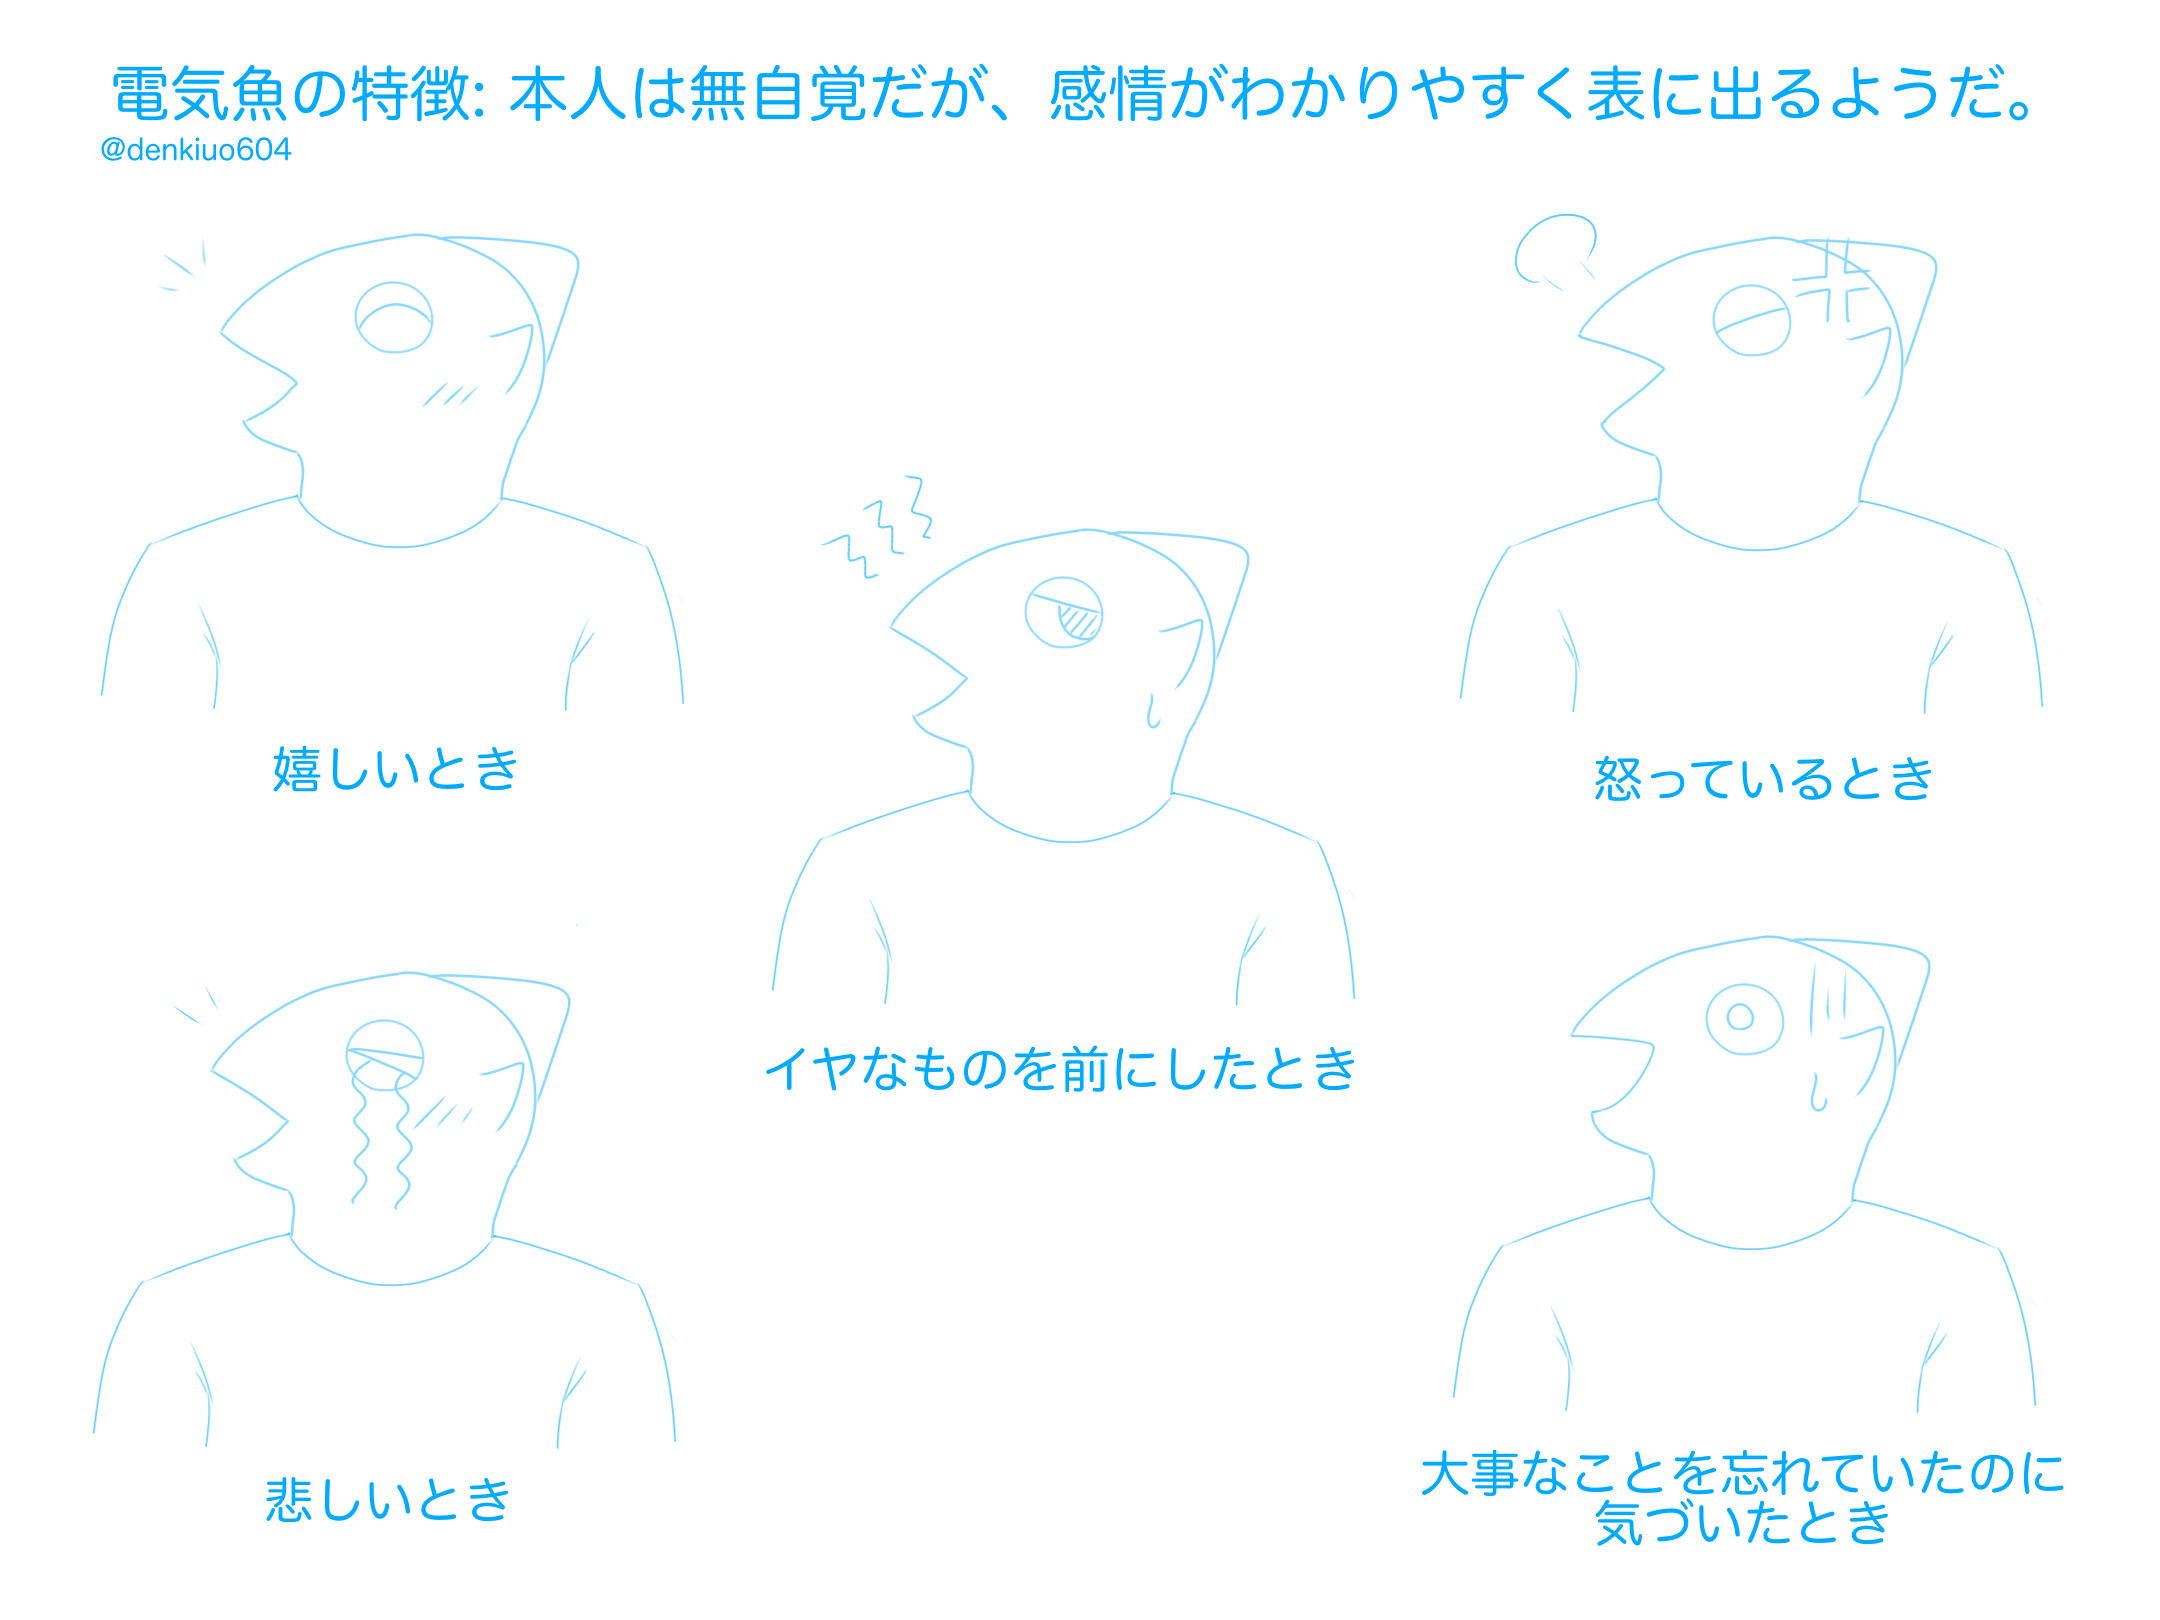 電気魚の特徴: 本人は無自覚だが、感情がわかりやすく表に出るようだ。
@denkiuo604
嬉しいとき
怒っているとき
イヤなものを前にしたとき
悲しいとき
大事なことを忘れていたのに
気づいたとき